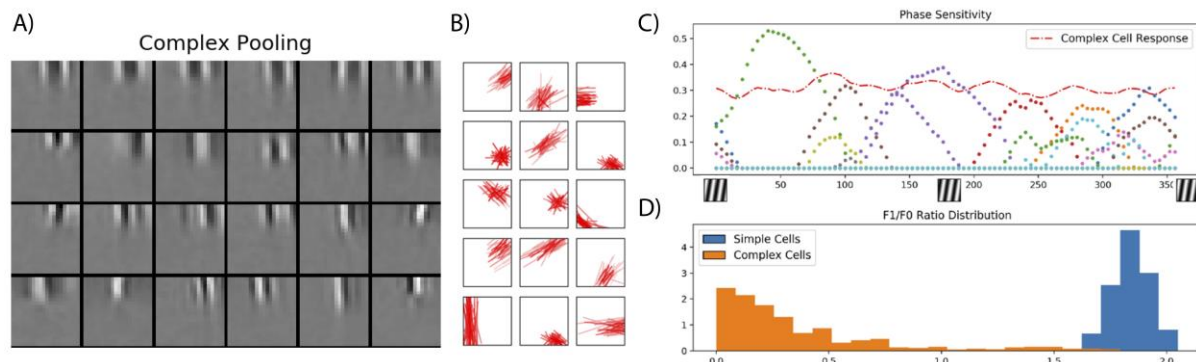 A)
Complex Pooling
B)
C)
Phase Sensitivity
Complex Cell Response
0.5
0.4
0.3
0.2
0.1
0.0
50 100 150 200 250 300 350
D)
F1/F0 Ratio Distribution
Simple Cells
Complex Cells
4
3
2
1
0
0.0 0.5 1.0 1.5 2.0